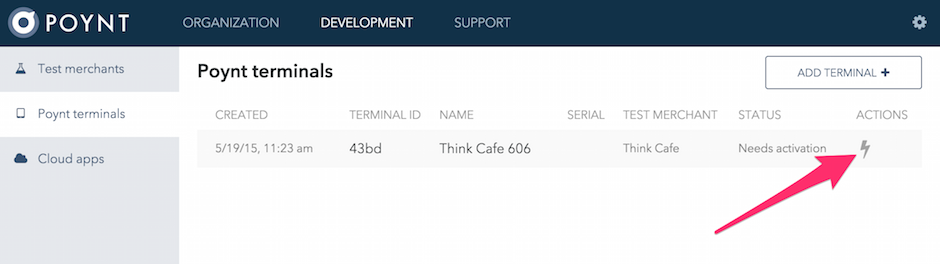 POYNT ORGANIZATION DEVELOPMENT SUPPORT
Test merchants
Poynt terminals
Cloud apps
Poynt terminals
ADD TERMINAL +
CREATED TERMINAL ID NAME SERIAL TEST MERCHANT STATUS ACTIONS
5/19/15, 11:23 am 43bd Think Cafe 606 Think Cafe Needs activation